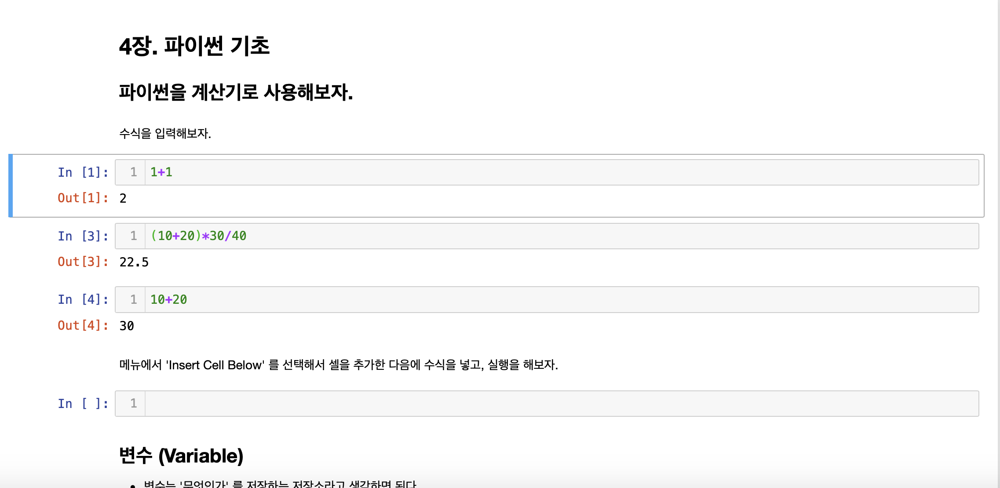 4장. 파이썬 기초
파이썬을 계산기로 사용해보자.
수식을 입력해보자.
In [1]: 1 1+1
Out[1]: 2
In [3]: 1 (10+20)*30/40
Out[3]: 22.5
In [4]: 1 10+20
Out[4]: 30
메뉴에서 'Insert Cell Below' 를 선택해서 셀을 추가한 다음에 수식을 넣고, 실행을 해보자.
In [ ]: 1
변수 (Variable)
• 변수는 '무엇인가' 를 저장하는 저장소라고 생각하면 된다